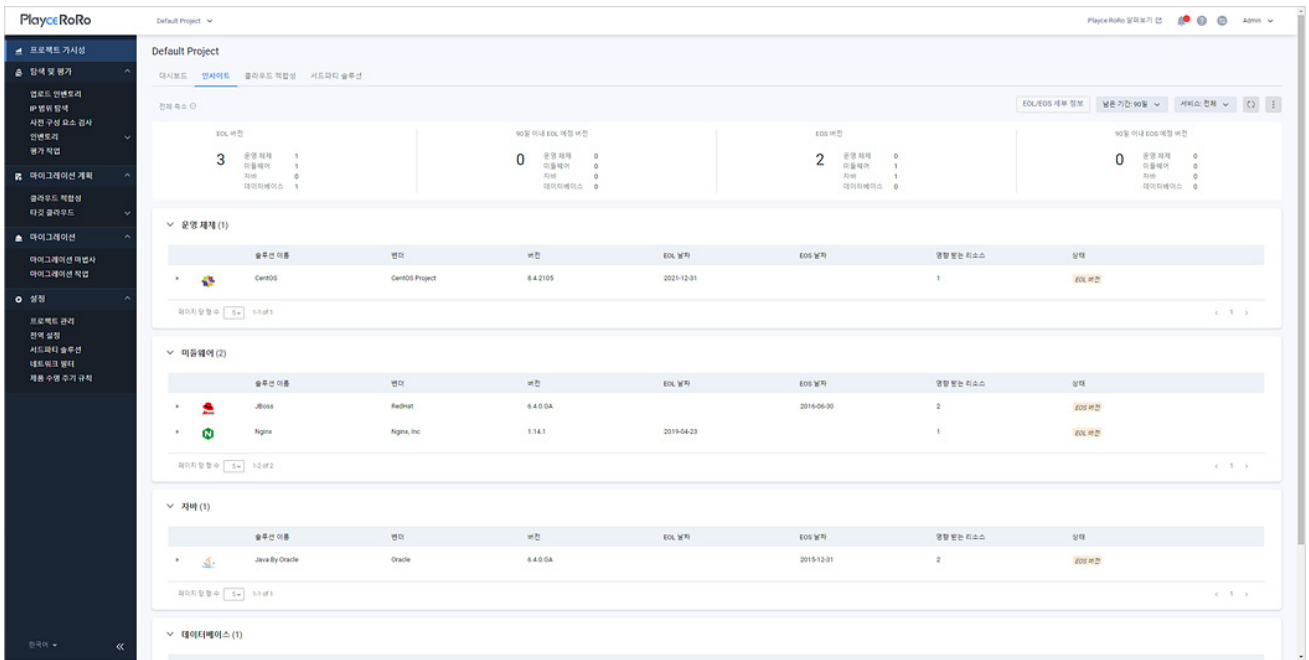 Playce RoRo
Default Project
Playce RoRo 살펴보기
Admin
프로젝트 가시성
탐색 및 평가
업로드 인벤토리
IP 범위 탐색
사전 구성 요소 검사
인벤토리
평가 작업
마이그레이션 계획
클라우드 적합성
타깃 클라우드
마이그레이션
마이그레이션 마법사
마이그레이션 작업
설정
프로젝트 관리
전역 설정
서드파티 솔루션
네트워크 필터
제품 수명 주기 규칙
한국어
Default Project
대시보드 인사이트 클라우드 적합성 서드파티 솔루션
전체 축소
EOL/EOS 세부 정보 남은 기간: 90일 서비스: 전체
EOL 버전
3
운영 체제 1
미들웨어 1
자바 0
데이터베이스 1
90일 이내 EOL 예정 버전
0
운영 체제 0
미들웨어 0
자바 0
데이터베이스 0
EOS 버전
2
운영 체제 0
미들웨어 1
자바 1
데이터베이스 0
90일 이내 EOS 예정 버전
0
운영 체제 0
미들웨어 0
자바 0
데이터베이스 0
운영 체제 (1)
솔루션 이름 벤더 버전 EOL 날짜 EOS 날짜 영향 받는 리소스 상태
CentOS CentOS Project 8.4.2105 2021-12-31 1 EOL 버전
페이지 당 행 수 5 1-1 of 1 < 1 >
미들웨어 (2)
솔루션 이름 벤더 버전 EOL 날짜 EOS 날짜 영향 받는 리소스 상태
JBoss RedHat 6.4.0.GA 2016-06-30 2 EOS 버전
Nginx Nginx, Inc 1.14.1 2019-04-23 1 EOL 버전
페이지 당 행 수 5 1-2 of 2 < 1 >
자바 (1)
솔루션 이름 벤더 버전 EOL 날짜 EOS 날짜 영향 받는 리소스 상태
Java By Oracle Oracle 6.4.0.GA 2015-12-31 2 EOS 버전
페이지 당 행 수 5 1-1 of 1 < 1 >
데이터베이스 (1)